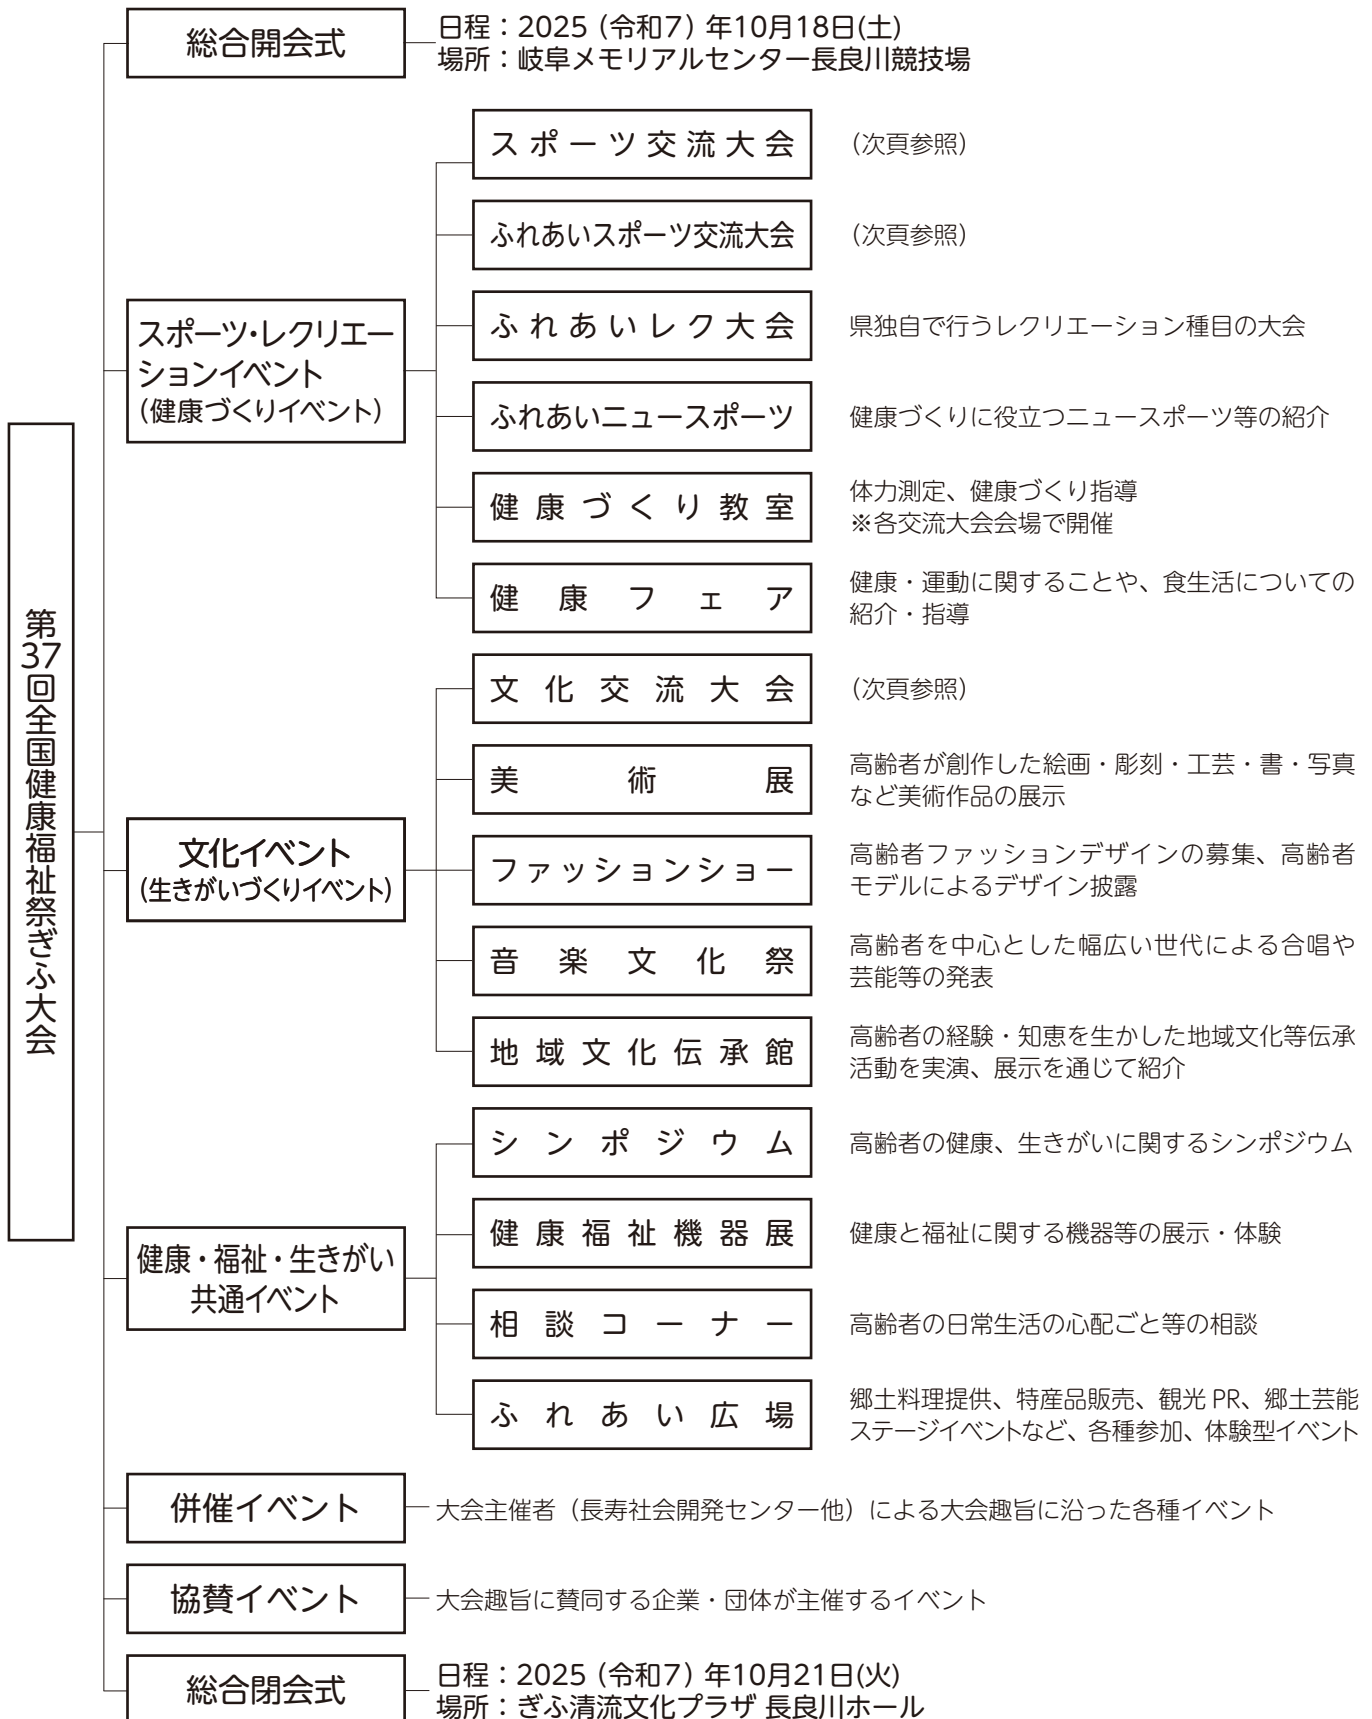 第37回全国健康福祉祭ぎふ大会
総合開会式
日程：2025（令和7）年10月18日(土)
場所：岐阜メモリアルセンター長良川競技場
スポーツ・レクリエー
ションイベント
（健康づくりイベント）
スポーツ交流大会
（次頁参照）
ふれあいスポーツ交流大会
（次頁参照）
ふれあいレク大会
県独自で行うレクリエーション種目の大会
ふれあいニュースポーツ
健康づくりに役立つニュースポーツ等の紹介
健康づくり教室
体力測定、健康づくり指導
※各交流大会会場で開催
健康フェア
健康・運動に関することや、食生活についての
紹介・指導
文化イベント
（生きがいづくりイベント）
文化交流大会
（次頁参照）
美術展
高齢者が創作した絵画・彫刻・工芸・書・写真
など美術作品の展示
ファッションショー
高齢者ファッションデザインの募集、高齢者
モデルによるデザイン披露
音楽文化祭
高齢者を中心とした幅広い世代による合唱や
芸能等の発表
地域文化伝承館
高齢者の経験・知恵を生かした地域文化等伝承
活動を実演、展示を通じて紹介
健康・福祉・生きがい
共通イベント
シンポジウム
高齢者の健康、生きがいに関するシンポジウム
健康福祉機器展
健康と福祉に関する機器等の展示・体験
相談コーナー
高齢者の日常生活の心配ごと等の相談
ふれあい広場
郷土料理提供、特産品販売、観光PR、郷土芸能
ステージイベントなど、各種参加、体験型イベント
併催イベント
大会主催者（長寿社会開発センター他）による大会趣旨に沿った各種イベント
協賛イベント
大会趣旨に賛同する企業・団体が主催するイベント
総合閉会式
日程：2025（令和7）年10月21日(火)
場所：ぎふ清流文化プラザ 長良川ホール